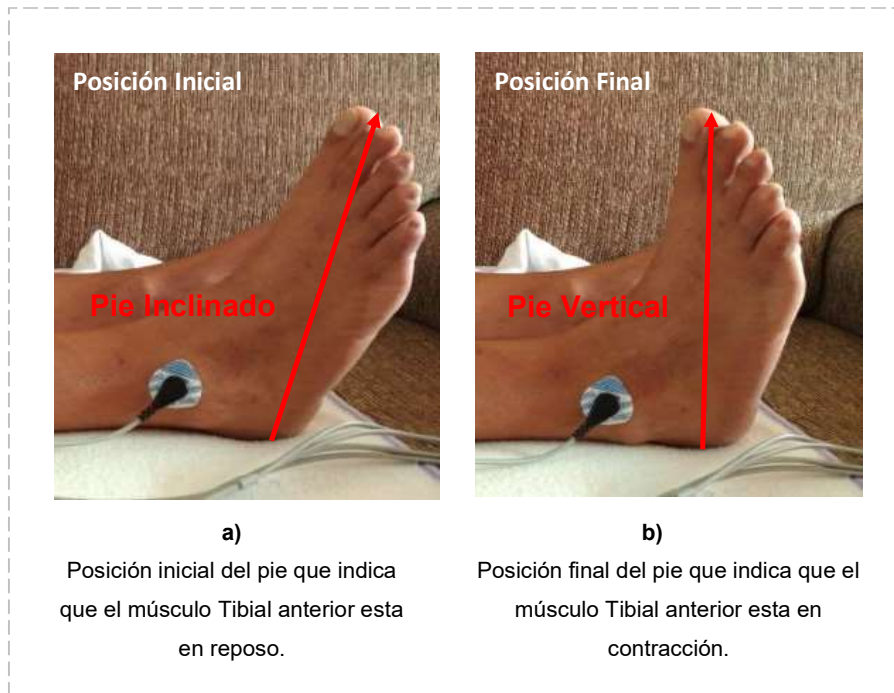 Posición Inicial
Posición Final
Pie Inclinado
Pie Vertical
a)
Posición inicial del pie que indica
que el músculo Tibial anterior esta
en reposo.
b)
Posición final del pie que indica que el
músculo Tibial anterior esta en
contracción.